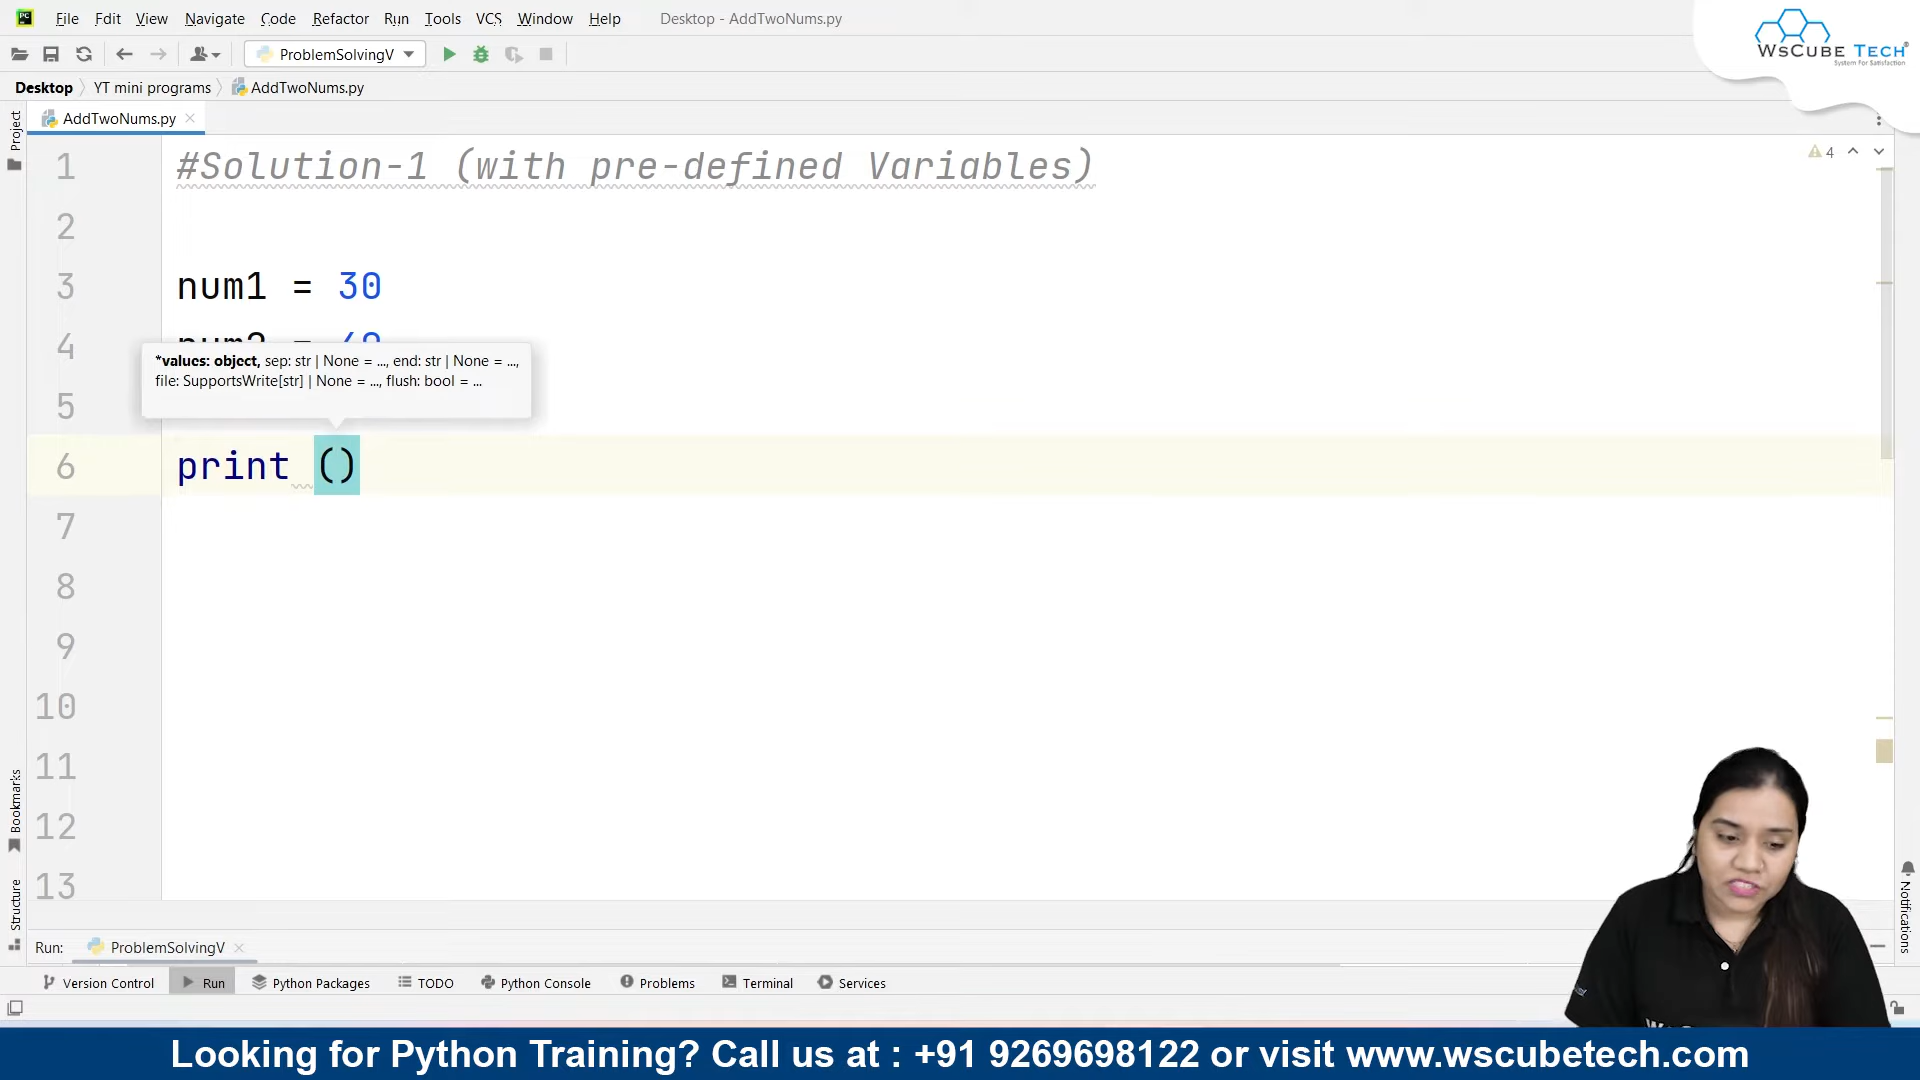 File Edit View Navigate Code Refactor Run Tools VCS Window Help Desktop - AddTwoNums.py
WsCube Tech®
System For Satisfaction
ProblemSolvingV
Desktop YT mini programs AddTwoNums.py
Project
AddTwoNums.py
4
1 #Solution-1 (with pre-defined Variables)
2
3 num1 = 30
4
*values: object, sep: str | None = ..., end: str | None = ...,
file: SupportsWrite[str] | None = ..., flush: bool = ...
5
6 print ()
7
8
9
10
11
12
13
Bookmarks
Structure
Notifications
Run: ProblemSolvingV
Version Control Run Python Packages TODO Python Console Problems Terminal Services
Looking for Python Training? Call us at : +91 9269698122 or visit www.wscubetech.com